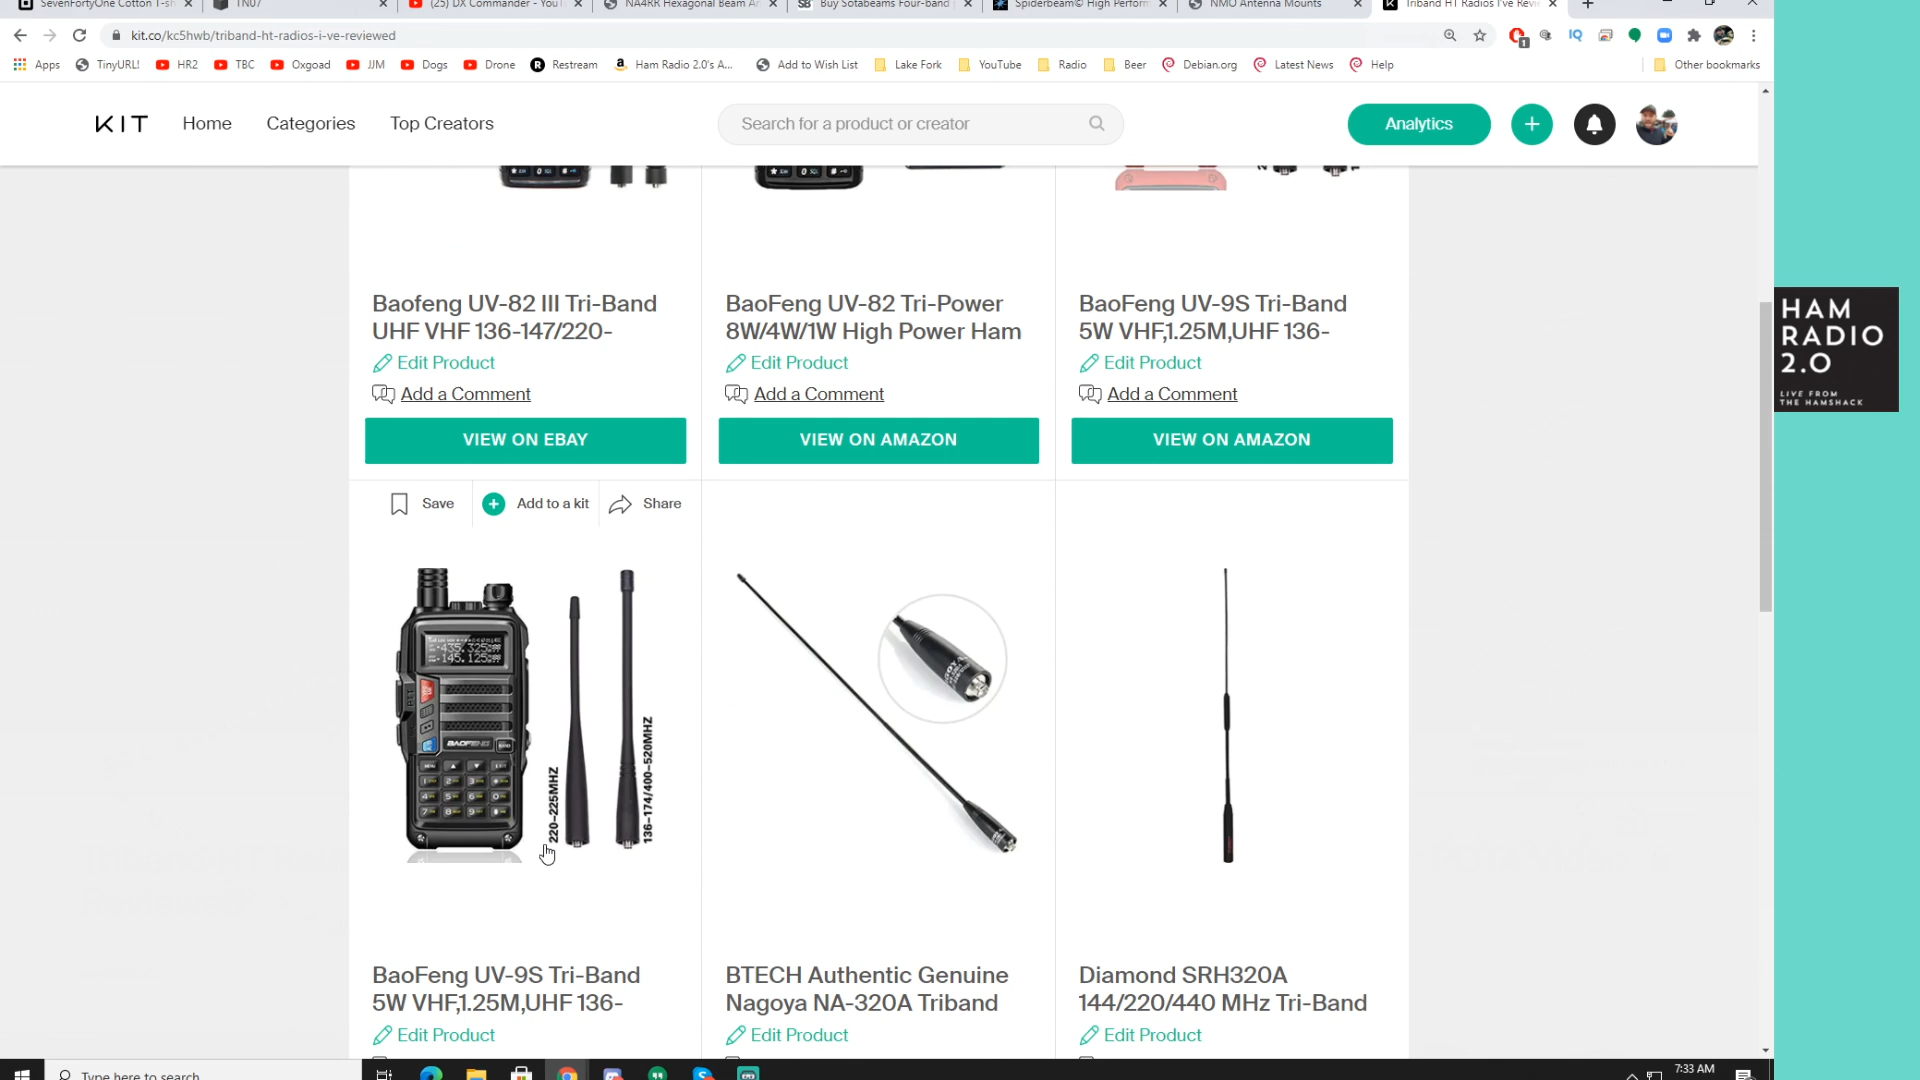 SevenFortyOne Cotton T-sh
TN07
(25) DX Commander - YouT
NA4RR Hexagonal Beam An
Buy Sotabeams Four-band
Spiderbeam© High Perform
NMO Antenna Mounts
Triband HT Radios I've Revi
kit.co/kc5hwb/triband-ht-radios-i-ve-reviewed
Apps
TinyURL!
HR2
TBC
Oxgoad
JJM
Dogs
Drone
Restream
Ham Radio 2.0's A...
Add to Wish List
Lake Fork
YouTube
Radio
Beer
Debian.org
Latest News
Help
Other bookmarks
KIT
Home
Categories
Top Creators
Search for a product or creator
Analytics
HAM
RADIO
2.0
LIVE FROM
THE HAMSHACK
Baofeng UV-82 III Tri-Band
UHF VHF 136-147/220-
Edit Product
Add a Comment
VIEW ON EBAY
BaoFeng UV-82 Tri-Power
8W/4W/1W High Power Ham
Edit Product
Add a Comment
VIEW ON AMAZON
BaoFeng UV-9S Tri-Band
5W VHF,1.25M,UHF 136-
Edit Product
Add a Comment
VIEW ON AMAZON
Save
Add to a kit
Share
435.325
145.125
BAOFENG
220-225MHZ
136-174/400-520MHZ
BaoFeng UV-9S Tri-Band
5W VHF,1.25M,UHF 136-
Edit Product
BTECH Authentic Genuine
Nagoya NA-320A Triband
Edit Product
Diamond SRH320A
144/220/440 MHz Tri-Band
Edit Product
Type here to search
7:33 AM